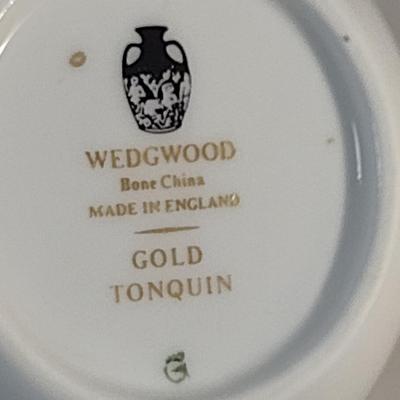 WEDGWOOD
Bone China
MADE IN ENGLAND
GOLD
TONQUIN